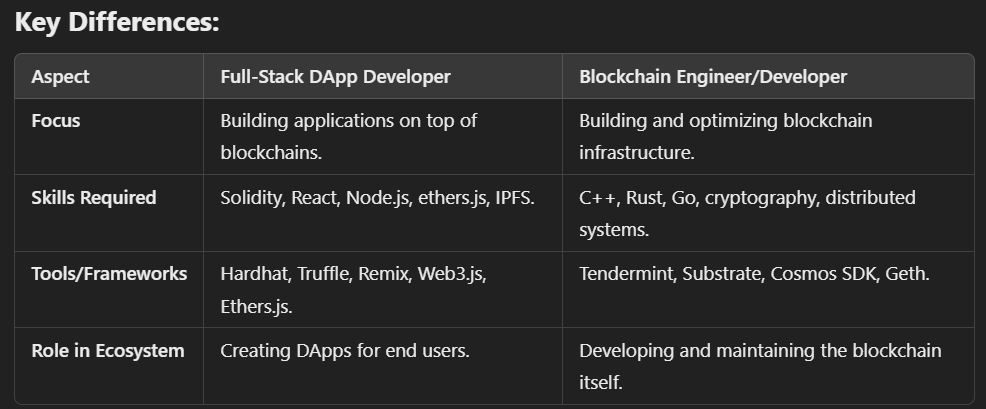 Key Differences:
Aspect Full-Stack DApp Developer Blockchain Engineer/Developer
Focus Building applications on top of blockchains. Building and optimizing blockchain infrastructure.
Skills Required Solidity, React, Node.js, ethers.js, IPFS. C++, Rust, Go, cryptography, distributed systems.
Tools/Frameworks Hardhat, Truffle, Remix, Web3.js, Ethers.js. Tendermint, Substrate, Cosmos SDK, Geth.
Role in Ecosystem Creating DApps for end users. Developing and maintaining the blockchain itself.